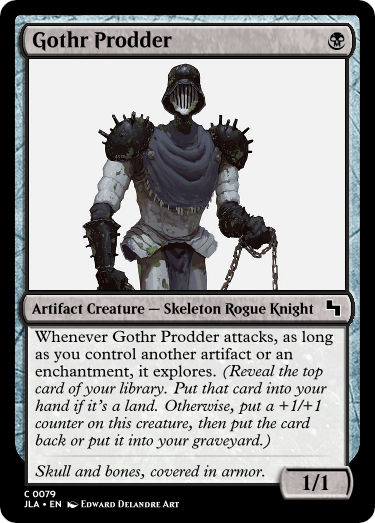 Gothr Prodder
Artifact Creature — Skeleton Rogue Knight
Whenever Gothr Prodder attacks, as long
as you control another artifact or an
enchantment, it explores. (Reveal the top
card of your library. Put that card into your
hand if it's a land. Otherwise, put a +1/+1
counter on this creature, then put the card
back or put it into your graveyard.)
Skull and bones, covered in armor.
1/1
C 0079
JLA • EN Edward Delandre Art